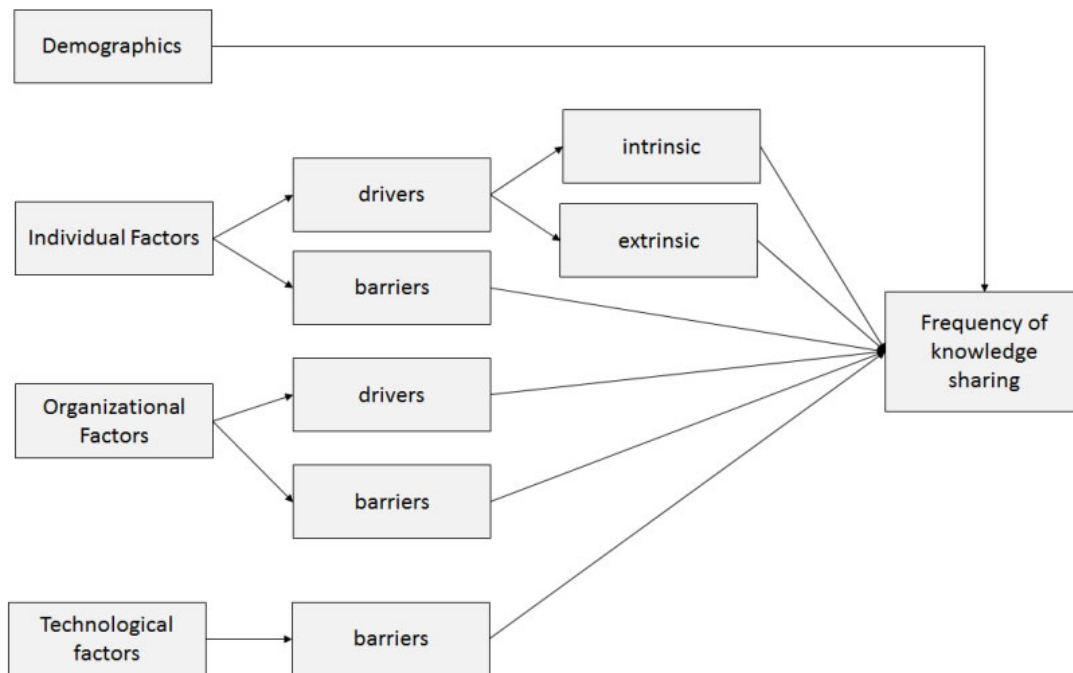 Demographics
intrinsic
drivers
extrinsic
Individual Factors
barriers
Frequency of
knowledge
sharing
drivers
Organizational
Factors
barriers
Technological
factors
barriers